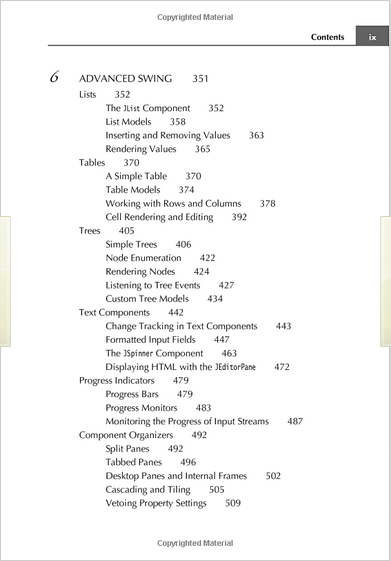 Copyrighted Material
Contents ix
6 ADVANCED SWING 351
Lists 352
The JList Component 352
List Models 358
Inserting and Removing Values 363
Rendering Values 365
Tables 370
A Simple Table 370
Table Models 374
Working with Rows and Columns 378
Cell Rendering and Editing 392
Trees 405
Simple Trees 406
Node Enumeration 422
Rendering Nodes 424
Listening to Tree Events 427
Custom Tree Models 434
Text Components 442
Change Tracking in Text Components 443
Formatted Input Fields 447
The JSpinner Component 463
Displaying HTML with the JEditorPane 472
Progress Indicators 479
Progress Bars 479
Progress Monitors 483
Monitoring the Progress of Input Streams 487
Component Organizers 492
Split Panes 492
Tabbed Panes 496
Desktop Panes and Internal Frames 502
Cascading and Tiling 505
Vetoing Property Settings 509
Copyrighted Material